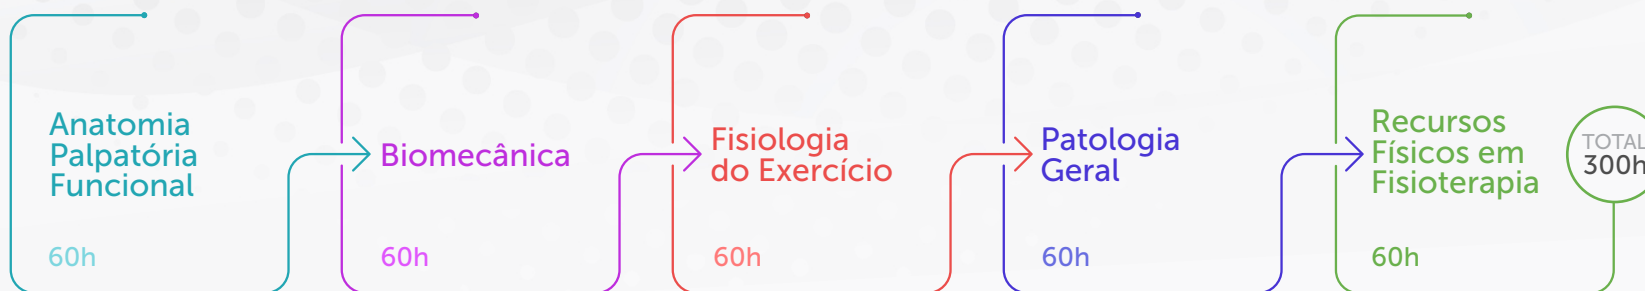 Anatomia
Palpatória
Funcional
60h
Biomecânica
60h
Fisiologia
do Exercício
60h
Patologia
Geral
60h
Recursos
Físicos em
Fisioterapia
60h
TOTAL
300h